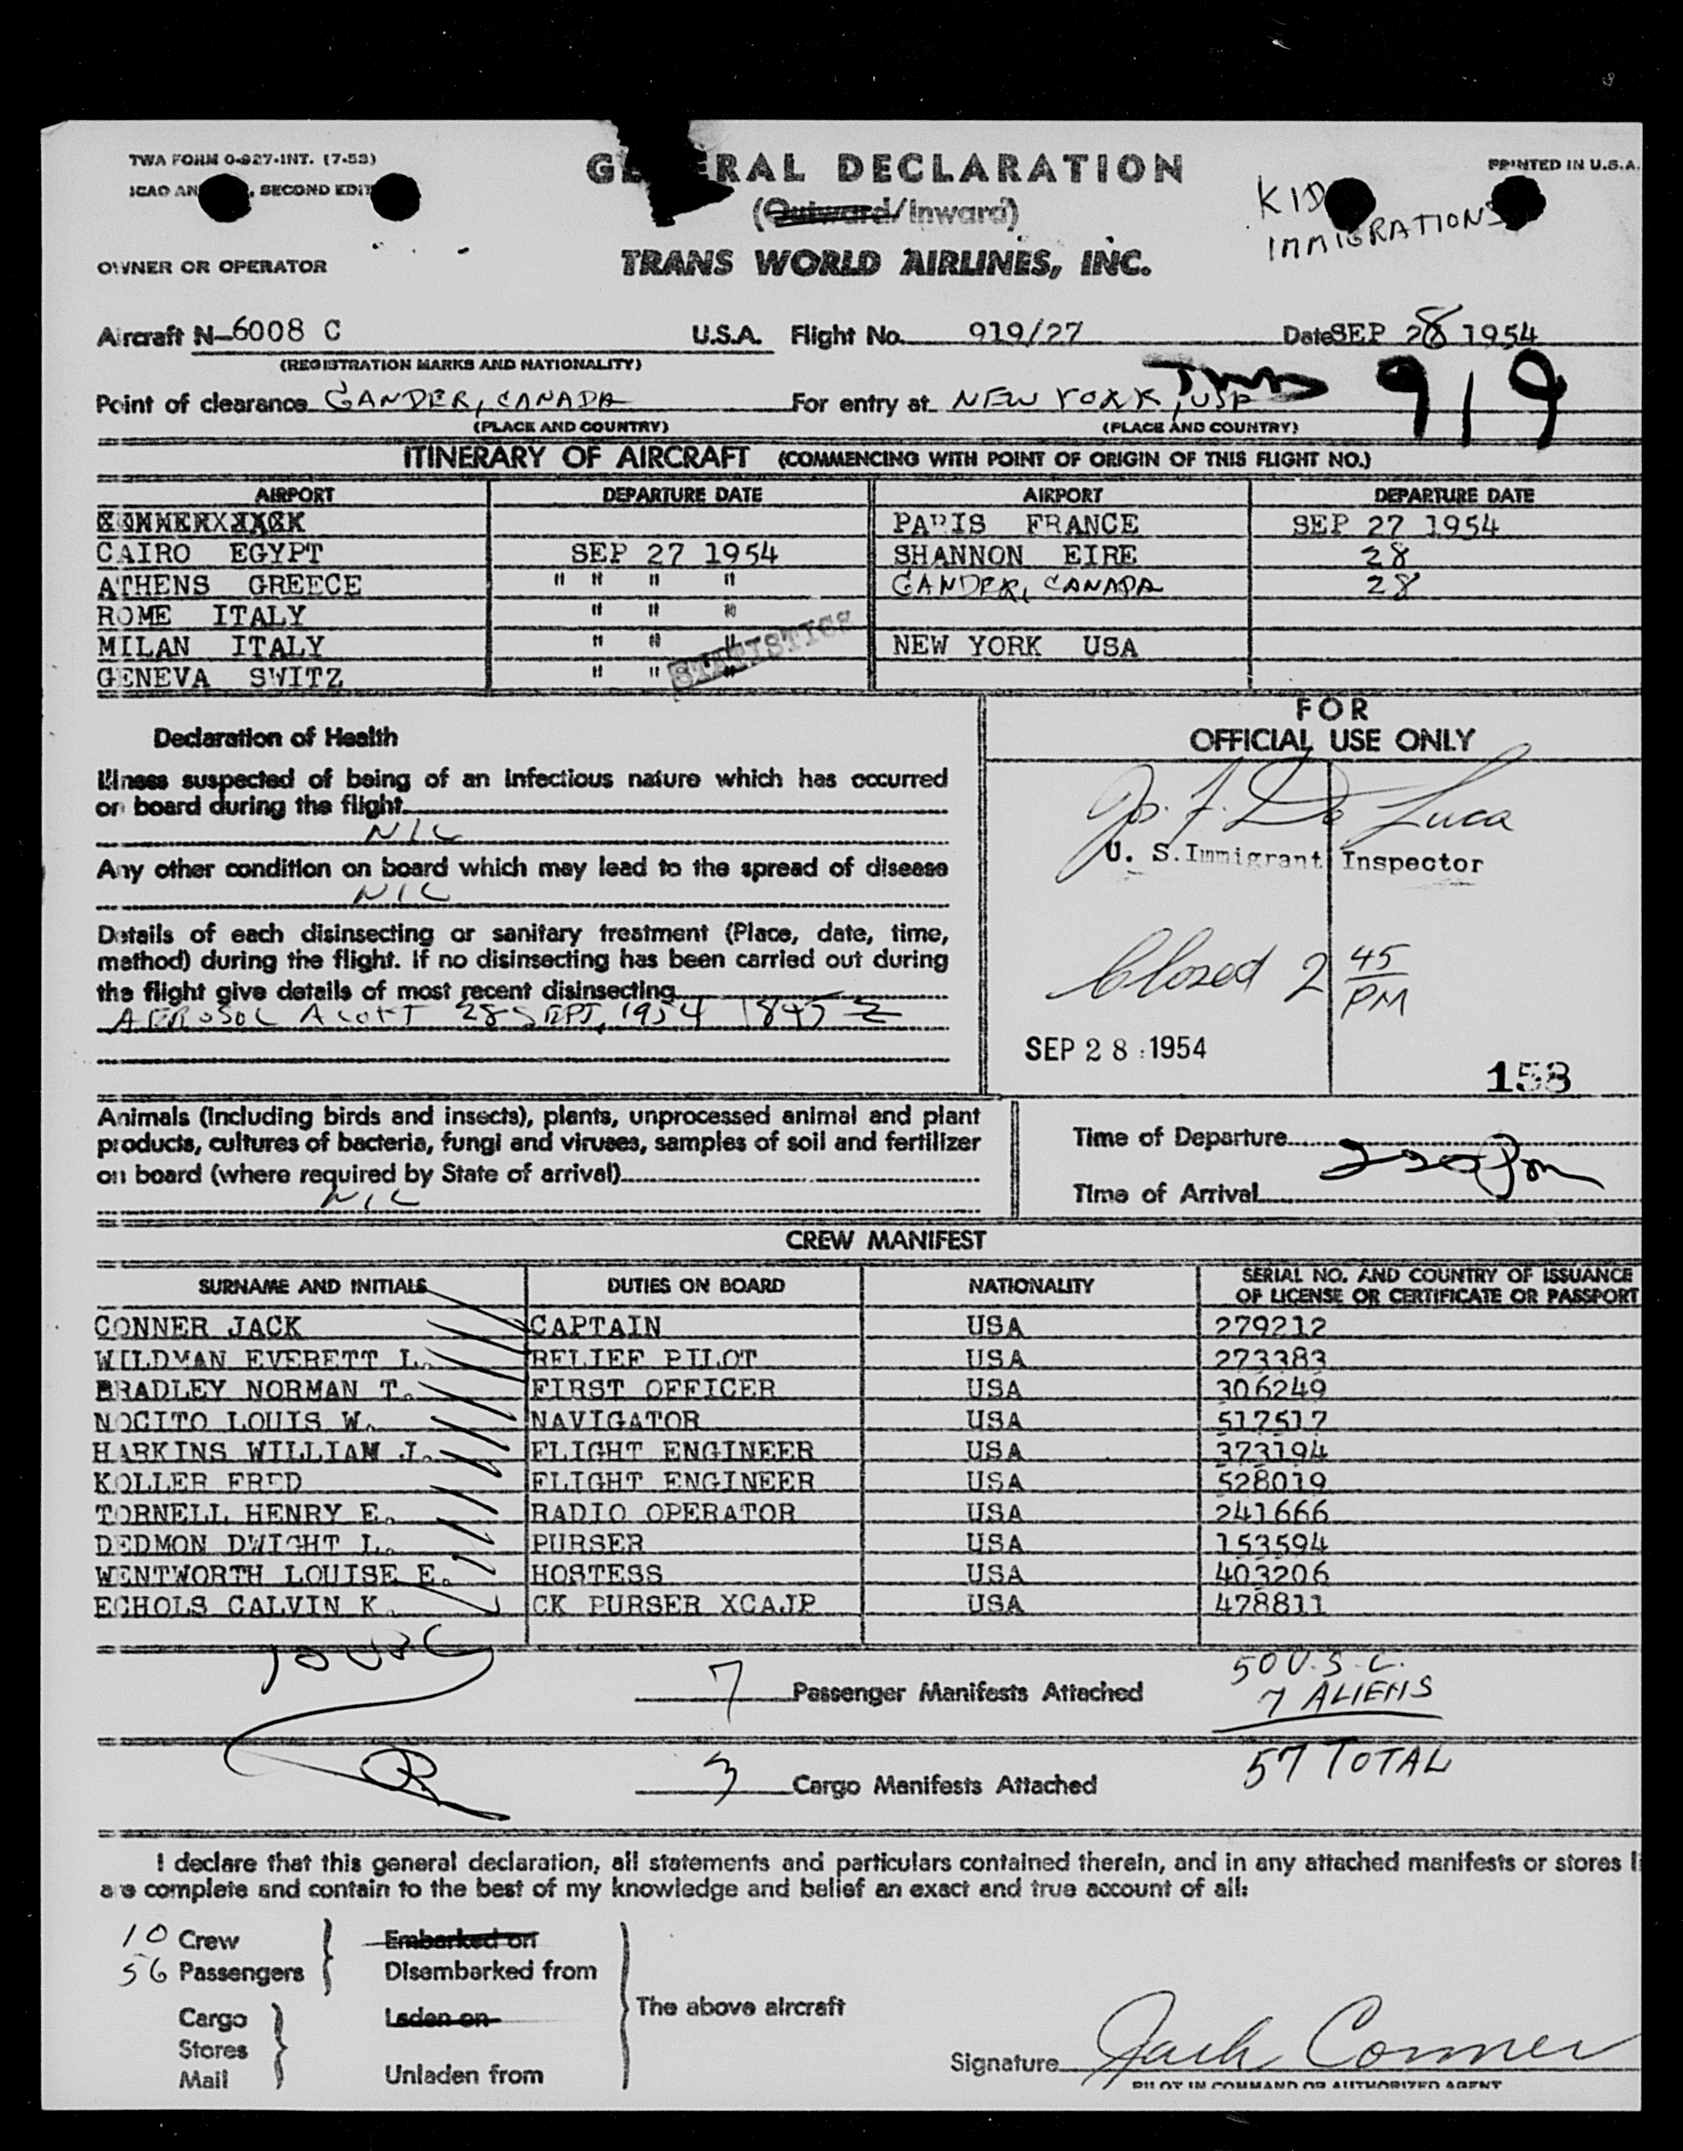 TWA FORM O-927-INT. (7-53)
ICAO AN , SECOND EDIT
GENERAL DECLARATION
(Outward/Inward)
PRINTED IN U.S.A.
KID
IMMIGRATIONS
OWNER OR OPERATOR
TRANS WORLD AIRLINES, INC.
Aircraft N-6008 C U.S.A. Flight No. 919/27 Date SEP 28 1954
(REGISTRATION MARKS AND NATIONALITY)
919
Point of clearance GANDER, CANADA For entry at NEW YORK, USA
(PLACE AND COUNTRY) (PLACE AND COUNTRY)
ITINERARY OF AIRCRAFT (COMMENCING WITH POINT OF ORIGIN OF THIS FLIGHT NO.)
AIRPORT DEPARTURE DATE AIRPORT DEPARTURE DATE
PARIS FRANCE SEP 27 1954
CAIRO EGYPT SEP 27 1954 SHANNON EIRE 28
ATHENS GREECE " " " " GANDER, CANADA 28
ROME ITALY " " "
MILAN ITALY " " " NEW YORK USA
GENEVA SWITZ " " "
STATISTICS
FOR
OFFICIAL USE ONLY
Declaration of Health
Illness suspected of being of an infectious nature which has occurred
on board during the flight
NIL
Any other condition on board which may lead to the spread of disease
NIL
Details of each disinsecting or sanitary treatment (Place, date, time,
method) during the flight. If no disinsecting has been carried out during
the flight give details of most recent disinsecting
AEROSOL 28 SEPT, 1954 1845 Z
Jos. F. De Luca
U. S. Immigrant Inspector
Closed 2 45 PM
SEP 28 1954
158
Animals (including birds and insects), plants, unprocessed animal and plant
products, cultures of bacteria, fungi and viruses, samples of soil and fertilizer
on board (where required by State of arrival)
NIL
Time of Departure
220 Pm
Time of Arrival
CREW MANIFEST
SURNAME AND INITIALS DUTIES ON BOARD NATIONALITY SERIAL NO. AND COUNTRY OF ISSUANCE
OF LICENSE OR CERTIFICATE OR PASSPORT
CONNER JACK CAPTAIN USA 279212
WILDMAN EVERETT L. RELIEF PILOT USA 273383
BRADLEY NORMAN T. FIRST OFFICER USA 306249
NOCITO LOUIS W. NAVIGATOR USA 517517
HARKINS WILLIAM J. FLIGHT ENGINEER USA 373194
KOLLER FRED FLIGHT ENGINEER USA 528019
TORNELL HENRY E. RADIO OPERATOR USA 241666
DEDMON DWIGHT L. PURSER USA 153594
WENTWORTH LOUISE E. HOSTESS USA 403206
ECHOLS CALVIN K. CK PURSER XCAJP USA 478811
10 USC
7 Passenger Manifests Attached
50 U.S.C.
7 ALIENS
57 TOTAL
3 Cargo Manifests Attached
I declare that this general declaration, all statements and particulars contained therein, and in any attached manifests or stores li
are complete and contain to the best of my knowledge and belief an exact and true account of all:
10 Crew Embarked on
56 Passengers Disembarked from
The above aircraft
Cargo Laden on
Stores
Mail Unladen from
Signature Jack Conner
PILOT IN COMMAND OR AUTHORIZED AGENT